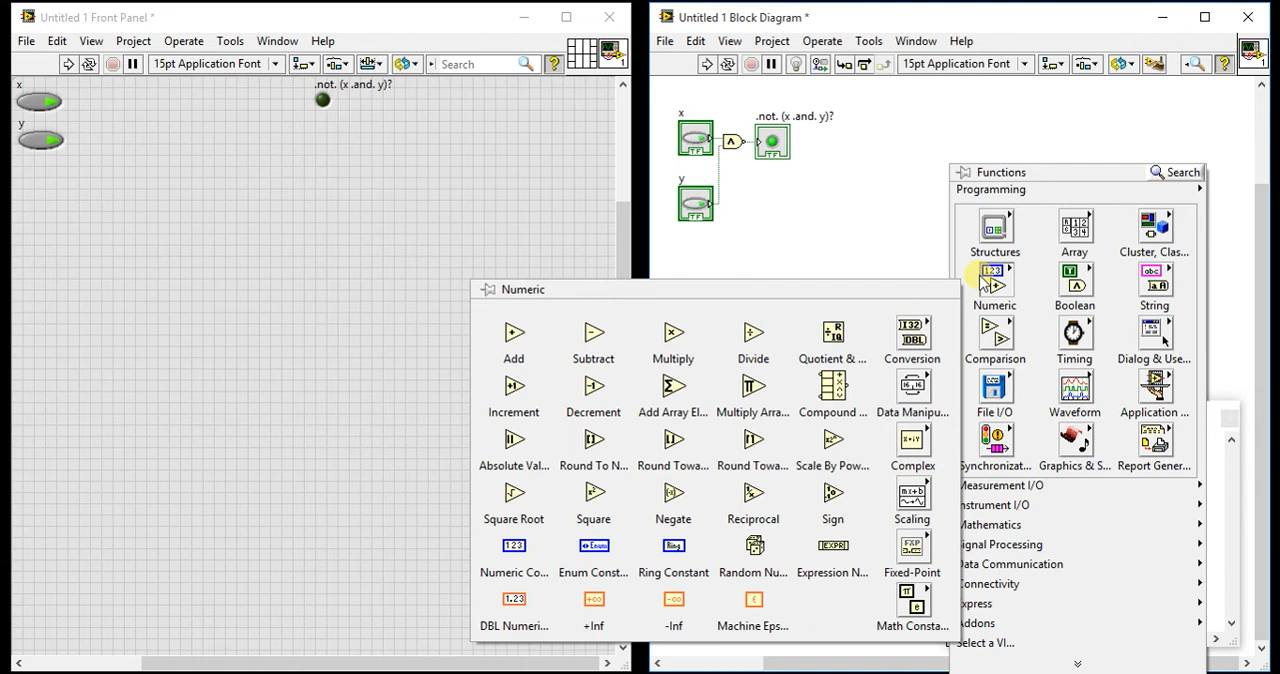 Untitled 1 Front Panel *
File Edit View Project Operate Tools Window Help
15pt Application Font
Search
x
y
.not. (x .and. y)?
Untitled 1 Block Diagram *
File Edit View Project Operate Tools Window Help
15pt Application Font
x
.not. (x .and. y)?
TF
TF
y
TF
Functions
Search
Programming
Structures Array Cluster, Clas...
Numeric Boolean String
Comparison Timing Dialog & Use...
File I/O Waveform Application ...
Synchronizat... Graphics & S... Report Gener...
Measurement I/O
Instrument I/O
Mathematics
Signal Processing
Data Communication
Connectivity
Express
Addons
Select a VI...
Numeric
Add Subtract Multiply Divide Quotient & ... Conversion
Increment Decrement Add Array El... Multiply Arra... Compound ... Data Manipu...
Absolute Val... Round To N... Round Towa... Round Towa... Scale By Pow... Complex
Square Root Square Negate Reciprocal Sign Scaling
Numeric Co... Enum Const... Ring Constant Random Nu... Expression N... Fixed-Point
DBL Numeri... +Inf -Inf Machine Eps... Math Consta...